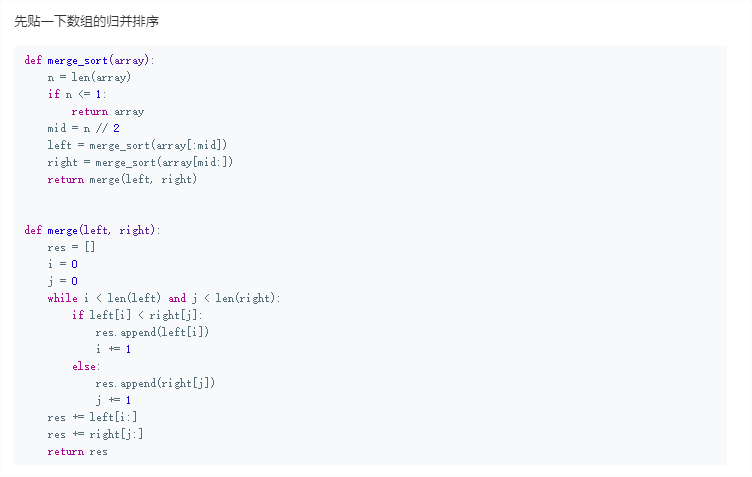 先贴一下数组的归并排序
def merge_sort(array):
    n = len(array)
    if n <= 1:
        return array
    mid = n // 2
    left = merge_sort(array[:mid])
    right = merge_sort(array[mid:])
    return merge(left, right)
def merge(left, right):
    res = []
    i = 0
    j = 0
    while i < len(left) and j < len(right):
        if left[i] < right[j]:
            res.append(left[i])
            i += 1
        else:
            res.append(right[j])
            j += 1
    res += left[i:]
    res += right[j:]
    return res